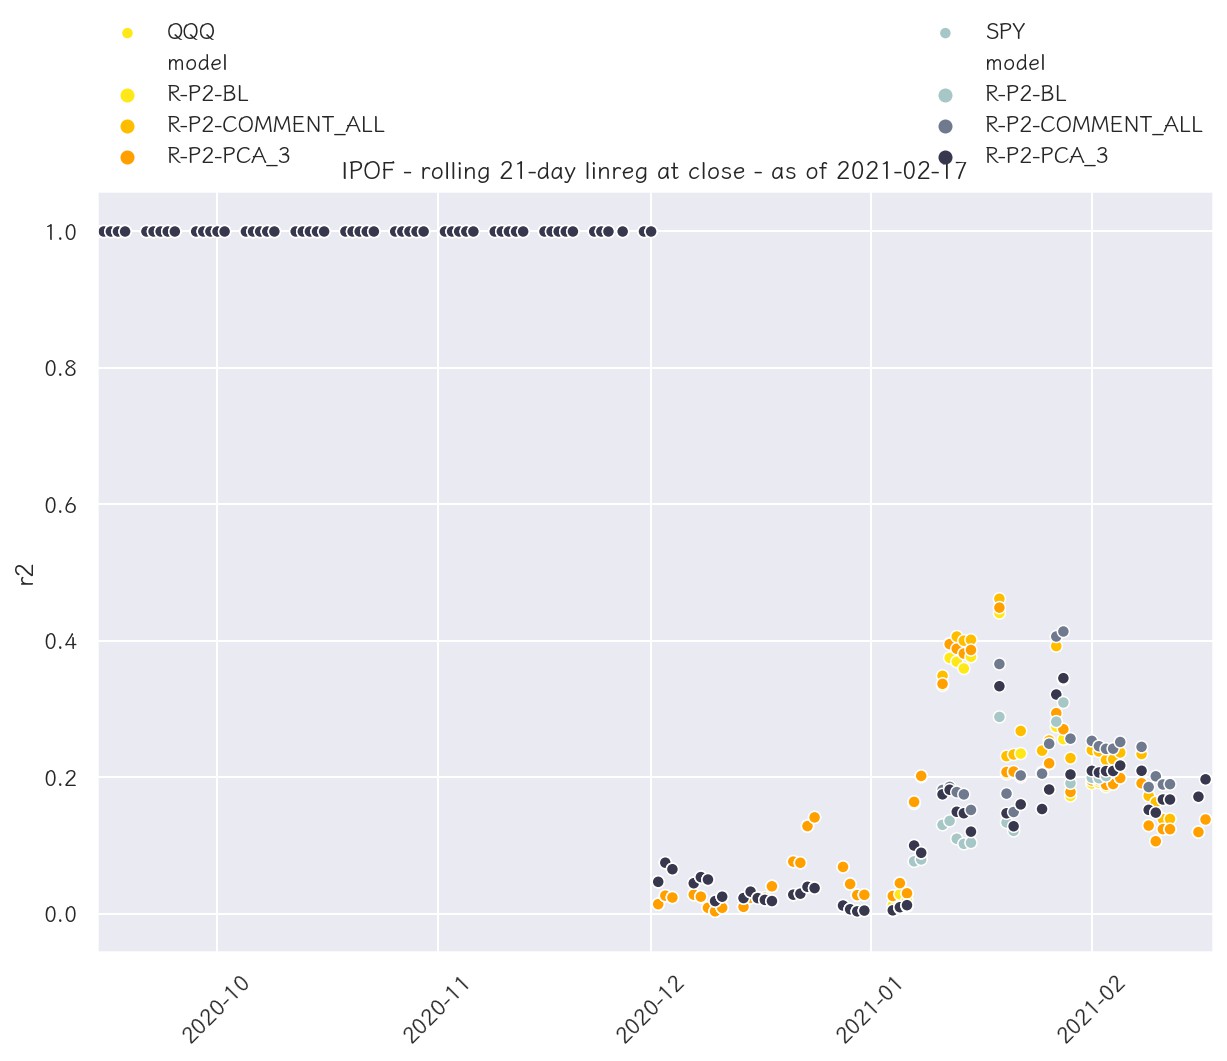 QQQ
model
R-P2-BL
R-P2-COMMENT_ALL
R-P2-PCA_3
SPY
model
R-P2-BL
R-P2-COMMENT_ALL
R-P2-PCA_3
IPOF - rolling 21-day linreg at close - as of 2021-02-17
1.0
0.8
0.6
0.4
0.2
0.0
r2
2020-10
2020-11
2020-12
2021-01
2021-02